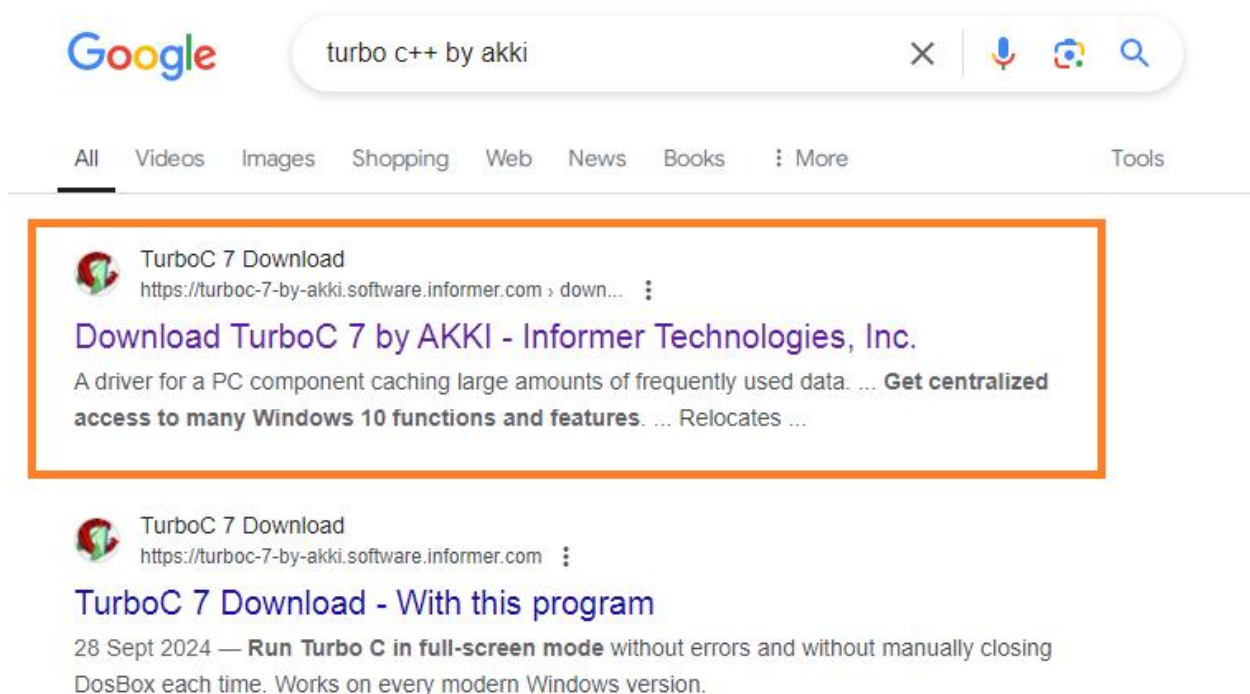 Google
turbo c++ by akki
All Videos Images Shopping Web News Books ⋮ More Tools
TurboC 7 Download
https://turboc-7-by-akki.software.informer.com › down... ⋮
Download TurboC 7 by AKKI - Informer Technologies, Inc.
A driver for a PC component caching large amounts of frequently used data. ... Get centralized
access to many Windows 10 functions and features. ... Relocates ...
TurboC 7 Download
https://turboc-7-by-akki.software.informer.com ⋮
TurboC 7 Download - With this program
28 Sept 2024 — Run Turbo C in full-screen mode without errors and without manually closing
DosBox each time. Works on every modern Windows version.